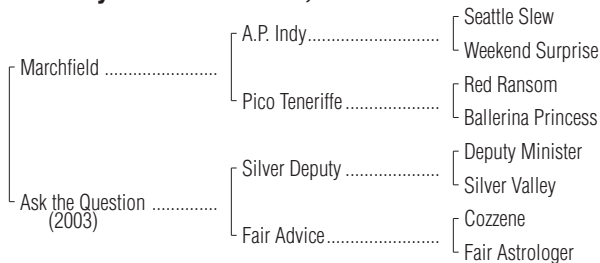 Seattle Slew
A.P. Indy
Weekend Surprise
Marchfield
Red Ransom
Pico Teneriffe
Ballerina Princess
Deputy Minister
Silver Deputy
Silver Valley
Ask the Question
(2003)
Cozzene
Fair Advice
Fair Astrologer